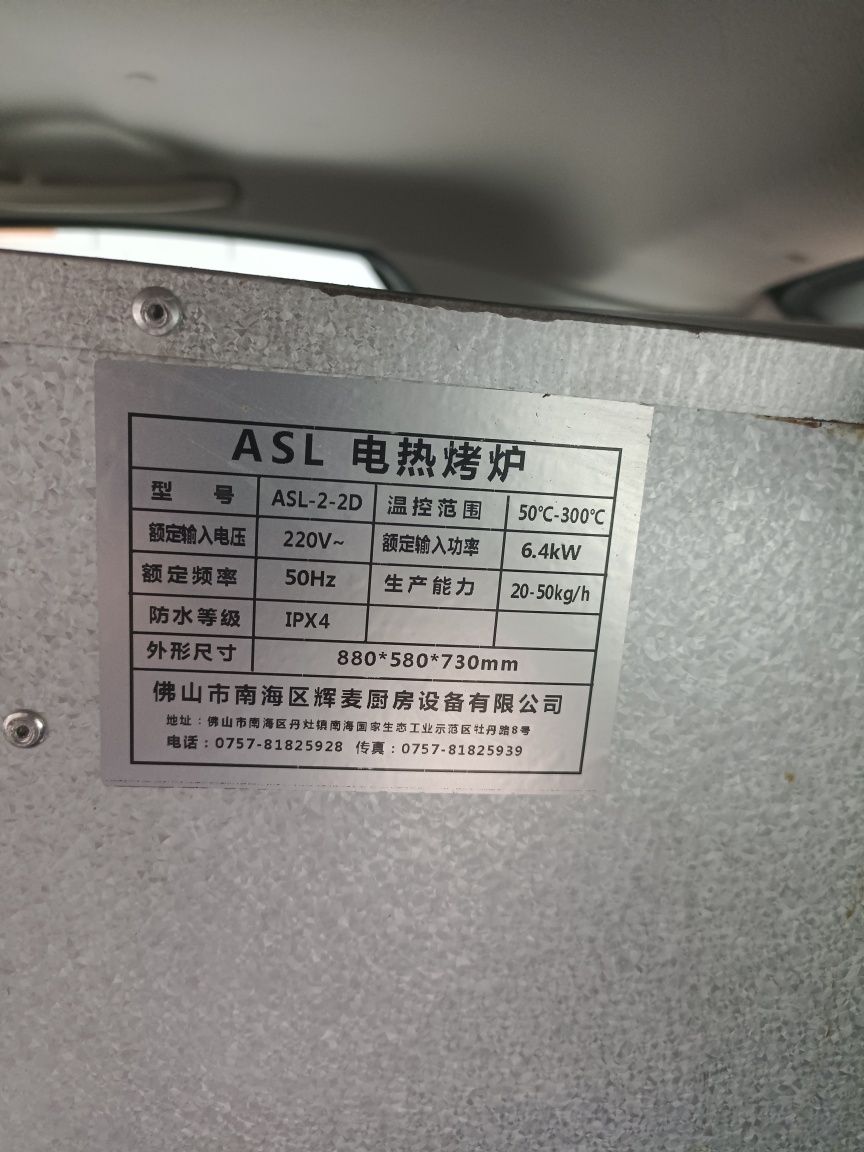 ASL 电热烤炉
型 号 ASL-2-2D 温控范围 50℃-300℃
额定输入电压 220V~ 额定输入功率 6.4kW
额定频率 50Hz 生产能力 20-50kg/h
防水等级 IPX4
外形尺寸 880*580*730mm
佛山市南海区辉麦厨房设备有限公司
地址：佛山市南海区丹灶镇南海国家生态工业示范区牡丹路8号
电话：0757-81825928 传真：0757-81825939